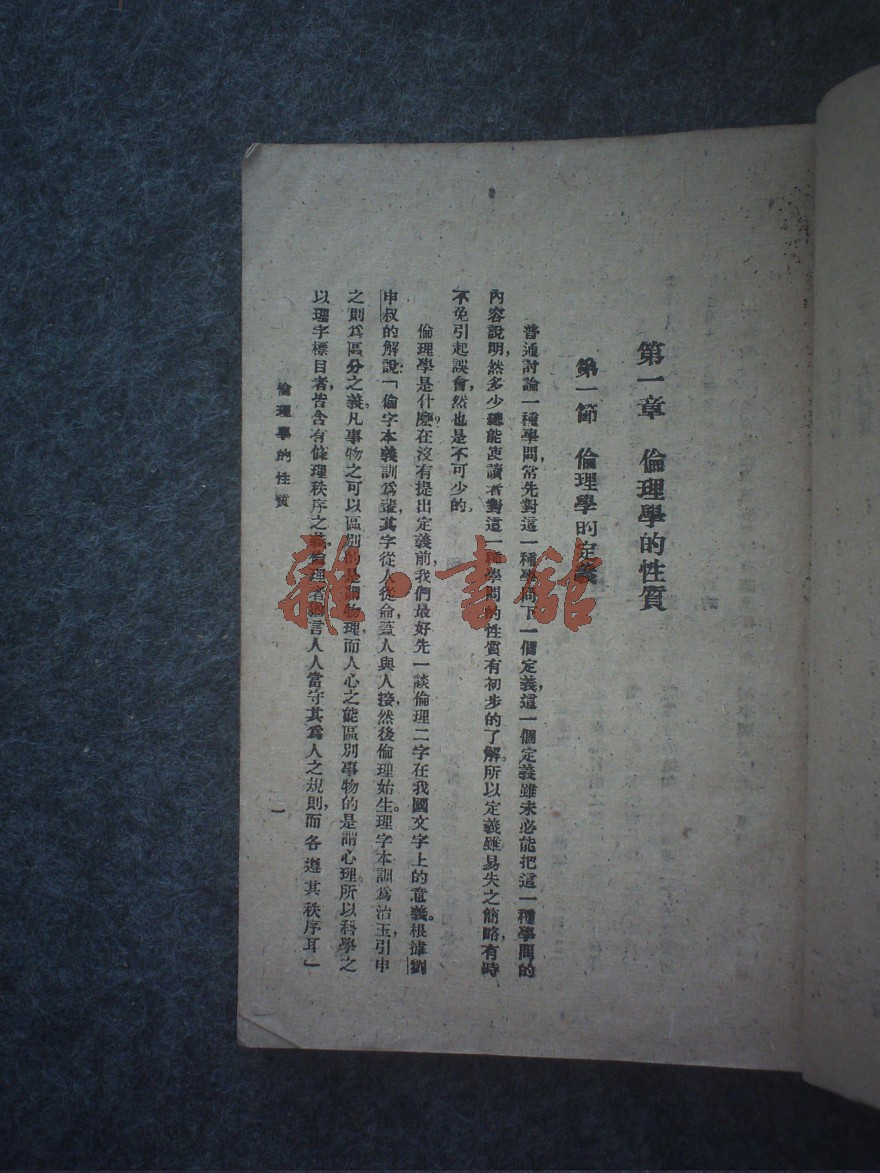 第一章 倫理學的性質
第一節 倫理學的定義
普通討論一種學問，常先對這一種學問下一個定義，這一個定義雖未必能把這一種學問的
內容說明，然多少總能使讀者對這一種學問的性質有初步的了解。所以定義雖易失之簡略，有時
不免引起誤會，然也是不可少的。
倫理學是什麼？在沒有提出定義前，我們最好先一談倫理二字在我國文字上的意義。根據劉
申叔的解說：「倫字本義訓爲輩，其字從人從侖，蓋人與人接，然後倫理始生。理字本訓爲治玉，引申
之則爲區分之義。凡事物之可以區別的是謂物理，而人心之能區別事物的是謂心理。所以科學之
以理字標目者，皆含有條理秩序之義，倫理者猶言人人當守其爲人之規則，而各遵其秩序耳」
倫理學的性質
一
雜·書館